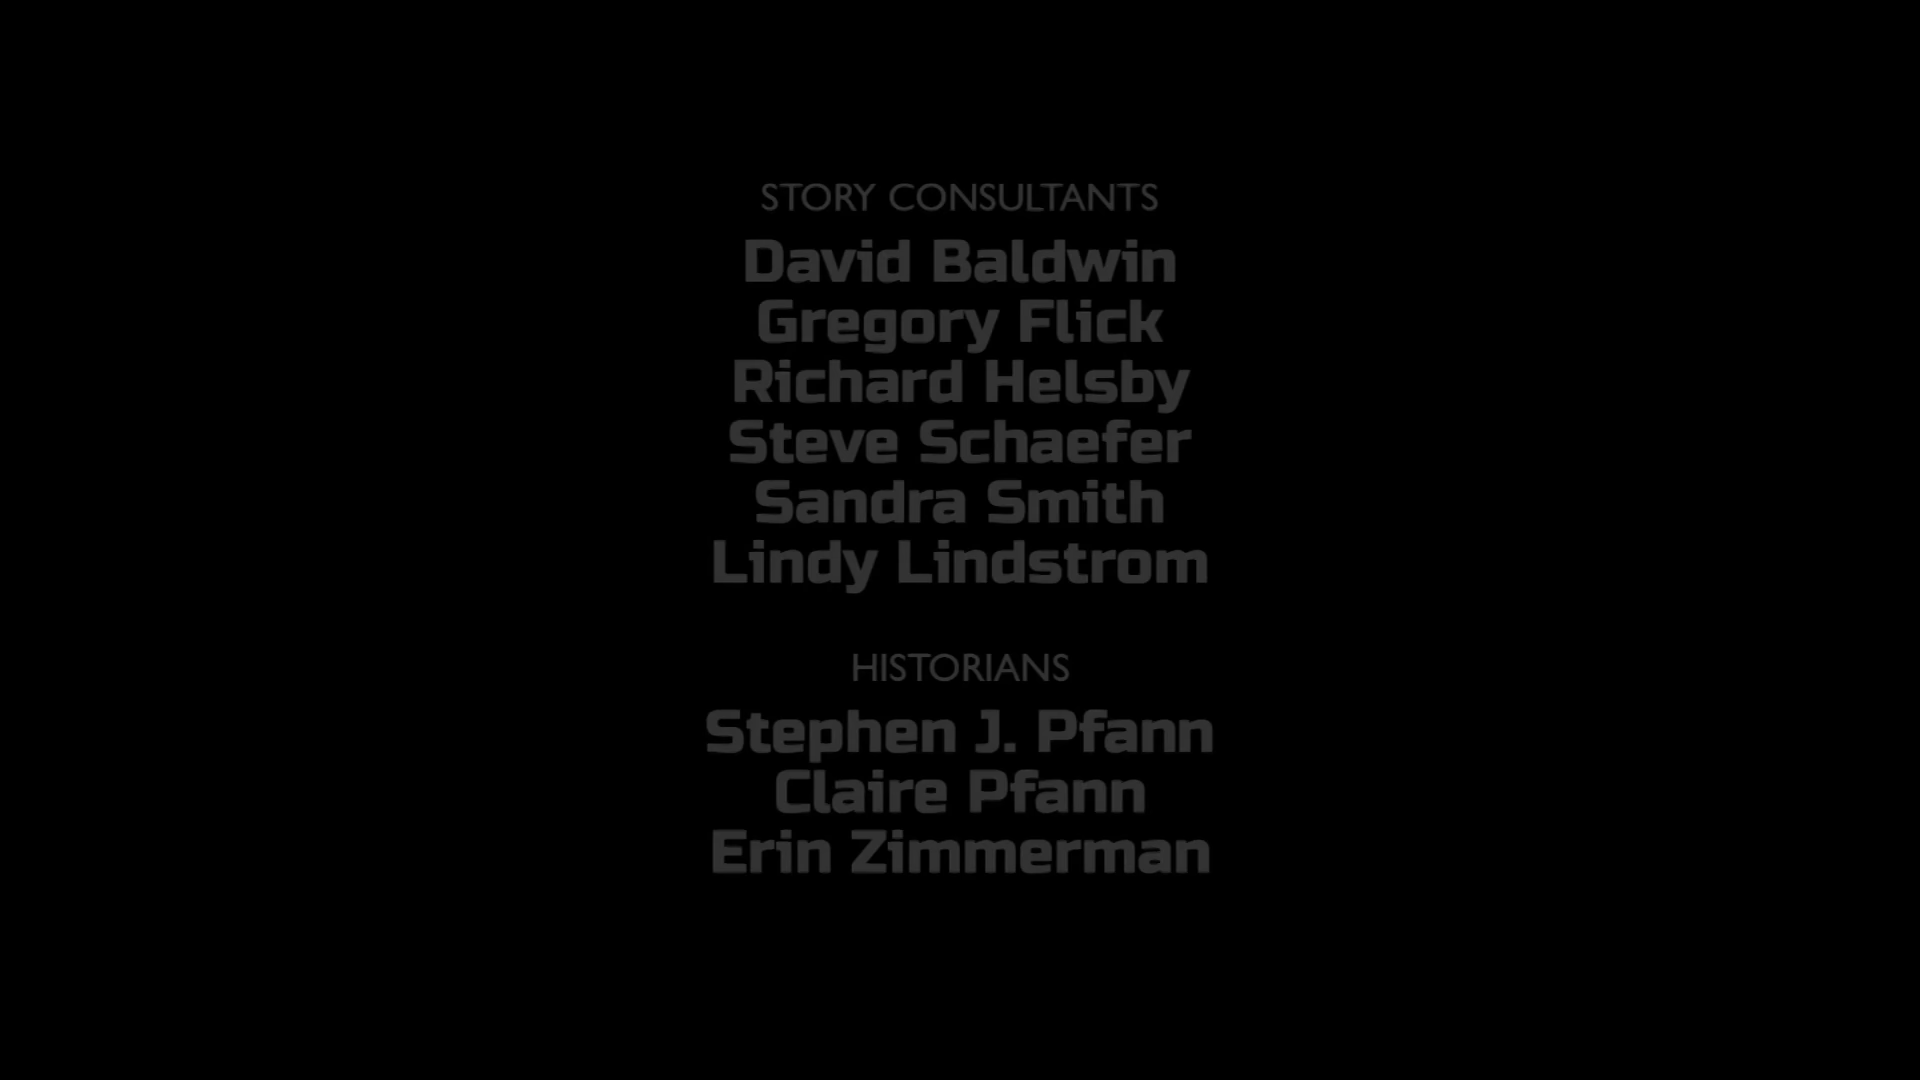 STORY CONSULTANTS
David Baldwin
Gregory Flick
Richard Helsby
Steve Schaefer
Sandra Smith
Lindy Lindstrom
HISTORIANS
Stephen J. Pfann
Claire Pfann
Erin Zimmerman